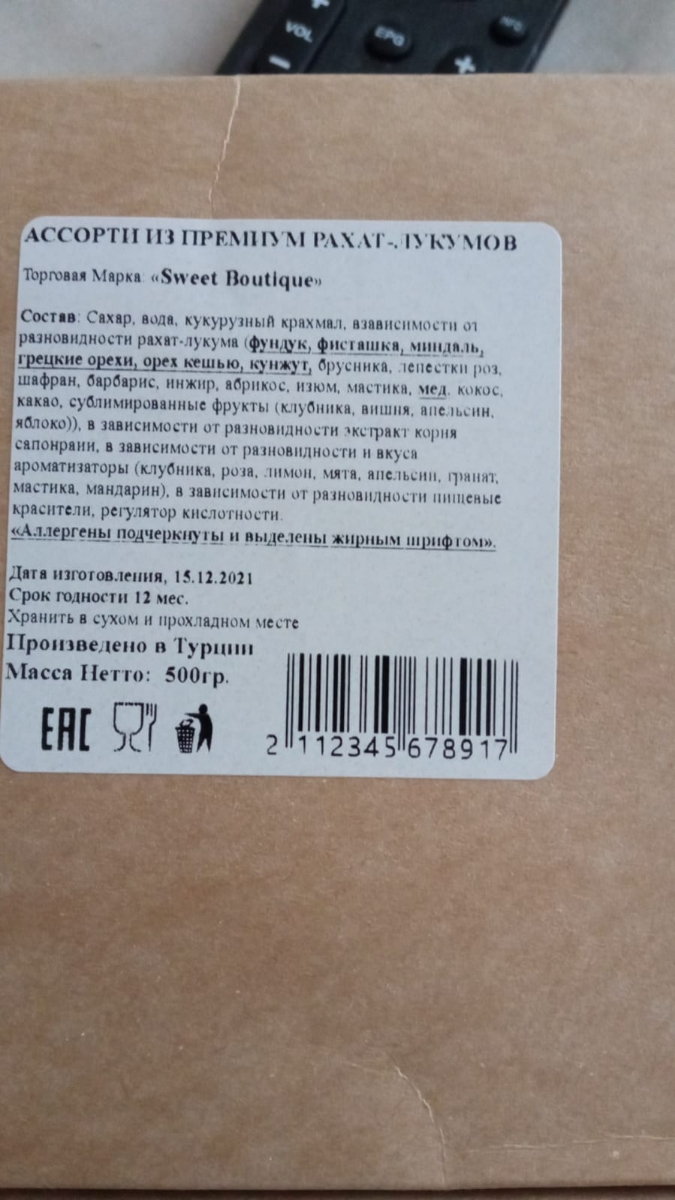 VOL
EPG
АССОРТИ ИЗ ПРЕМИУМ РАХАТ-ЛУКУМОВ
Торговая Марка: «Sweet Boutique»
Состав: Сахар, вода, кукурузный крахмал, взависимости от
разновидности рахат-лукума (фундук, фисташка, миндаль,
грецкие орехи, орех кешью, кунжут, брусника, лепестки роз,
шафран, барбарис, инжир, абрикос, изюм, мастика, мед. кокос,
какао, сублимированные фрукты (клубника, вишня, апельсин,
яблоко)), в зависимости от разновидности экстракт корня
сапонраии, в зависимости от разновидности и вкуса
ароматизаторы (клубника, роза, лимон, мята, апельсин, гранат,
мастика, мандарин), в зависимости от разновидности пищевые
красители, регулятор кислотности.
«Аллергены подчеркнуты и выделены жирным шрифтом».
Дата изготовления, 15.12.2021
Срок годности 12 мес.
Хранить в сухом и прохладном месте
Произведено в Турции
Масса Нетто: 500гр.
EAC
2 112345 678917